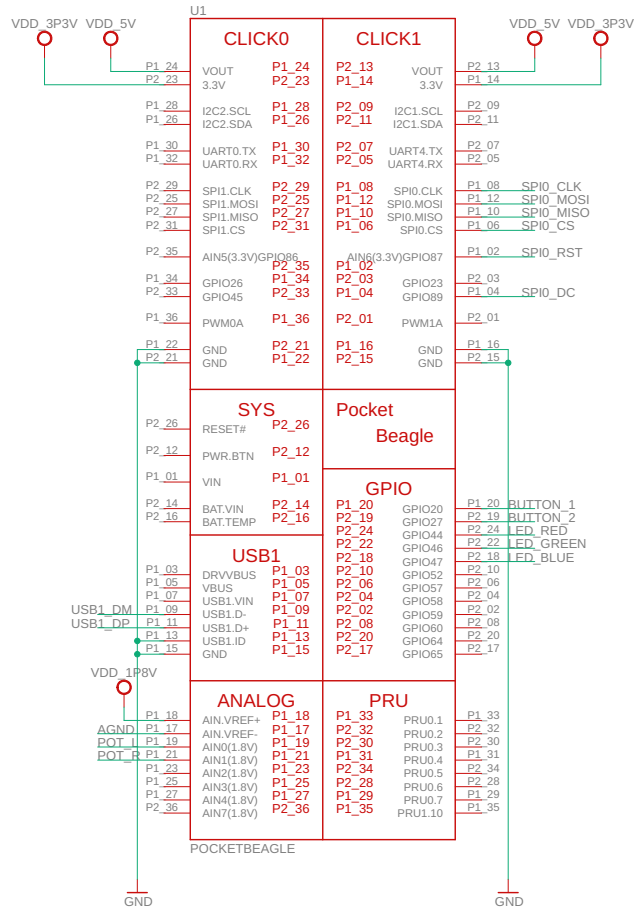 U1
VDD_3P3V VDD_5V VDD_5V VDD_3P3V
CLICK0 CLICK1
P1_24 VOUT P1_24 P2_13 VOUT P2_13
P2_23 3.3V P2_23 P1_14 3.3V P1_14
P1_28 I2C2.SCL P1_28 P2_09 I2C1.SCL P2_09
P1_26 I2C2.SDA P1_26 P2_11 I2C1.SDA P2_11
P1_30 UART0.TX P1_30 P2_07 UART4.TX P2_07
P1_32 UART0.RX P1_32 P2_05 UART4.RX P2_05
P2_29 SPI1.CLK P2_29 P1_08 SPI0.CLK P1_08 SPI0_CLK
P2_25 SPI1.MOSI P2_25 P1_12 SPI0.MOSI P1_12 SPI0_MOSI
P2_27 SPI1.MISO P2_27 P1_10 SPI0.MISO P1_10 SPI0_MISO
P2_31 SPI1.CS P2_31 P1_06 SPI0.CS P1_06 SPI0_CS
P2_35 AIN5(3.3V)GPIO86 AIN6(3.3V)GPIO87 P1_02 SPI0_RST
P2_35 P1_02
P1_34 GPIO26 P1_34 P2_03 GPIO23 P2_03
P2_33 GPIO45 P2_33 P1_04 GPIO89 P1_04 SPI0_DC
P1_36 PWM0A P1_36 P2_01 PWM1A P2_01
P1_22 GND P2_21 P1_16 GND P1_16
P2_21 GND P1_22 P2_15 GND P2_15
SYS Pocket
P2_26 RESET# P2_26 Beagle
P2_12 PWR.BTN P2_12
P1_01 VIN P1_01
GPIO
P2_14 BAT.VIN P2_14 P1_20 GPIO20 P1_20 BUTTON_1
P2_16 BAT.TEMP P2_16 P2_19 GPIO27 P2_19 BUTTON_2
P2_24 GPIO44 P2_24 LED_RED
P2_22 GPIO46 P2_22 LED_GREEN
USB1 P2_18 GPIO47 P2_18 LED_BLUE
P1_03 DRVVBUS P1_03 P2_10 GPIO52 P2_10
P1_05 VBUS P1_05 P2_06 GPIO57 P2_06
P1_07 USB1.VIN P1_07 P2_04 GPIO58 P2_04
USB1_DM P1_09 USB1.D- P1_09 P2_02 GPIO59 P2_02
USB1_DP P1_11 USB1.D+ P1_11 P2_08 GPIO60 P2_08
P1_13 USB1.ID P1_13 P2_20 GPIO64 P2_20
P1_15 GND P1_15 P2_17 GPIO65 P2_17
VDD_1P8V
ANALOG PRU
P1_18 AIN.VREF+ P1_18 P1_33 PRU0.1 P1_33
AGND P1_17 AIN.VREF- P1_17 P2_32 PRU0.2 P2_32
POT_L P1_19 AIN0(1.8V) P1_19 P2_30 PRU0.3 P2_30
POT_R P1_21 AIN1(1.8V) P1_21 P1_31 PRU0.4 P1_31
P1_23 AIN2(1.8V) P1_23 P2_34 PRU0.5 P2_34
P1_25 AIN3(1.8V) P1_25 P2_28 PRU0.6 P2_28
P1_27 AIN4(1.8V) P1_27 P1_29 PRU0.7 P1_29
P2_36 AIN7(1.8V) P2_36 P1_35 PRU1.10 P1_35
POCKETBEAGLE
GND GND